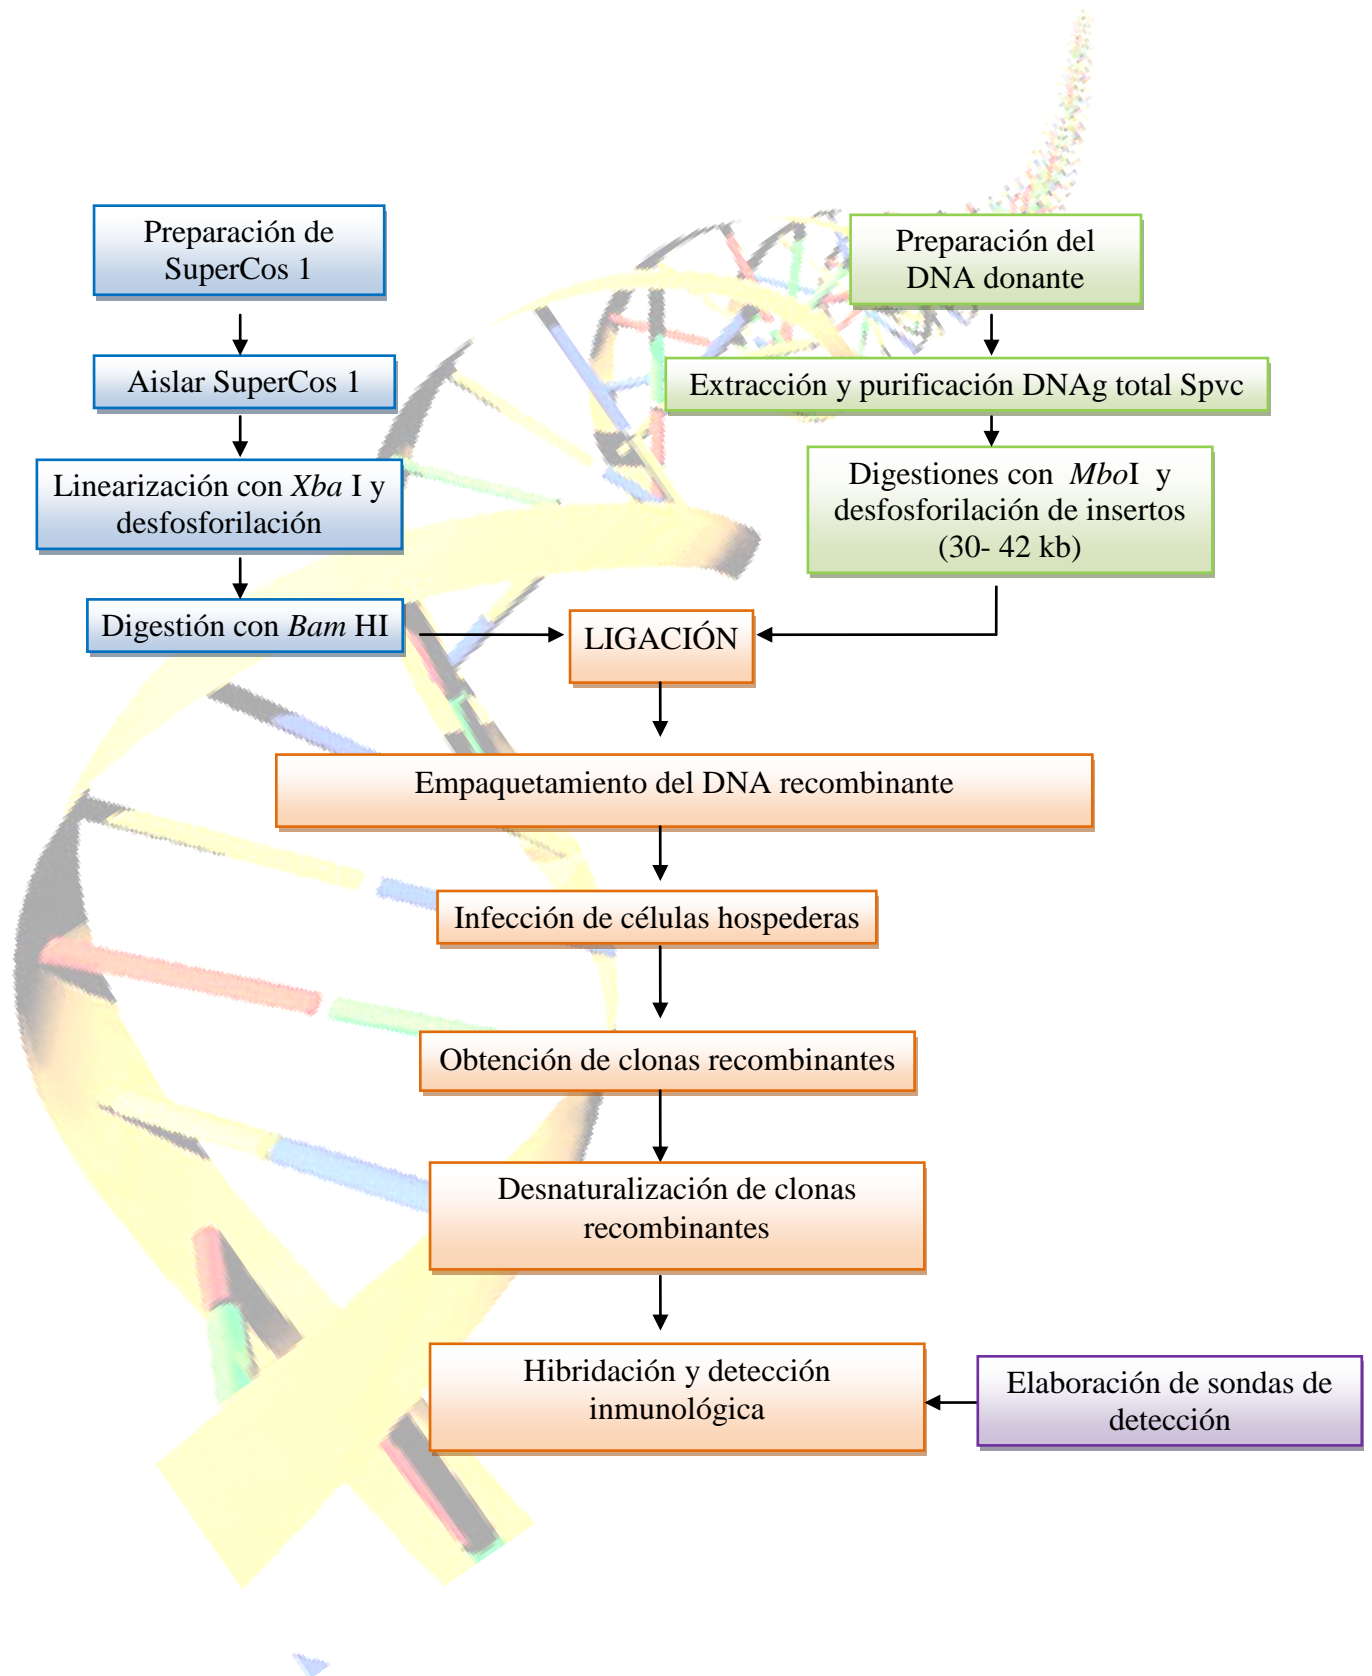 Preparación de
SuperCos 1
Aislar SuperCos 1
Linearización con Xba I y
desfosforilación
Digestión con Bam HI
Preparación del
DNA donante
Extracción y purificación DNAg total Spvc
Digestiones con MboI y
desfosforilación de insertos
(30- 42 kb)
LIGACIÓN
Empaquetamiento del DNA recombinante
Infección de células hospederas
Obtención de clonas recombinantes
Desnaturalización de clonas
recombinantes
Hibridación y detección
inmunológica
Elaboración de sondas de
detección